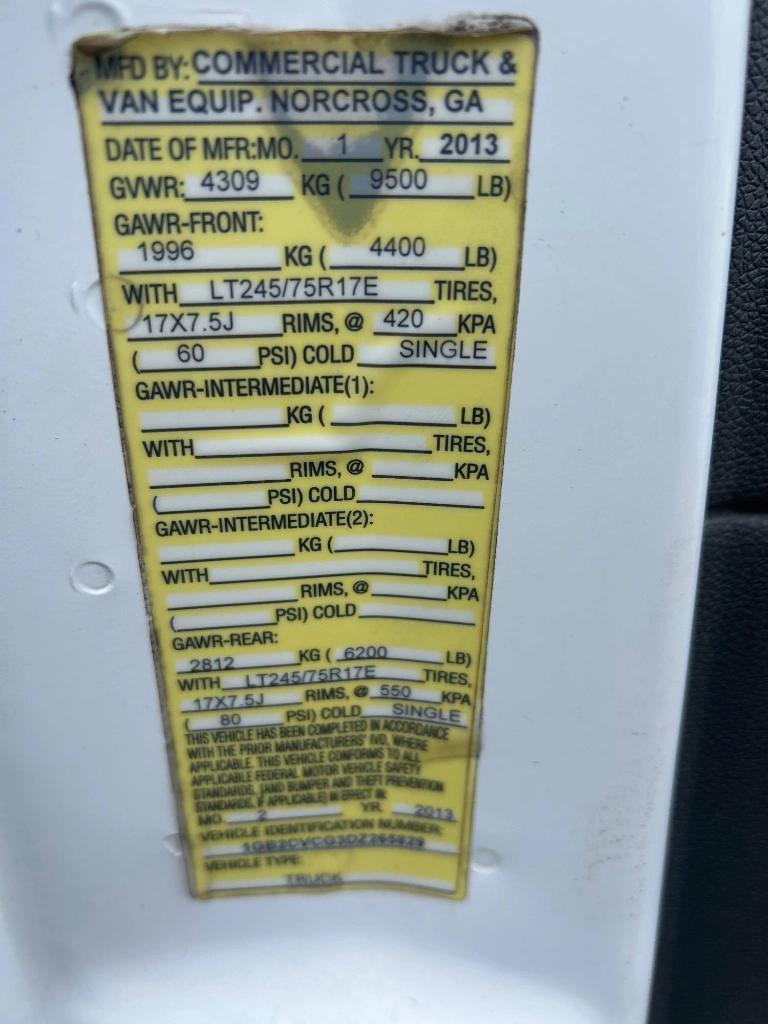 MFD BY: COMMERCIAL TRUCK &
VAN EQUIP. NORCROSS, GA
DATE OF MFR:MO. 1 YR. 2013
GVWR: 4309 KG ( 9500 LB)
GAWR-FRONT:
1996 KG ( 4400 LB)
WITH LT245/75R17E TIRES,
17X7.5J RIMS, @ 420 KPA
( 60 PSI) COLD SINGLE
GAWR-INTERMEDIATE(1):
KG ( LB)
WITH TIRES,
RIMS, @ KPA
( PSI) COLD
GAWR-INTERMEDIATE(2):
KG ( LB)
WITH TIRES,
RIMS, @ KPA
( PSI) COLD
GAWR-REAR:
2812 KG ( 6200 LB)
WITH LT245/75R17E TIRES,
17X7.5J RIMS, @ 550 KPA
( 80 PSI) COLD SINGLE
THIS VEHICLE HAS BEEN COMPLETED IN ACCORDANCE
WITH THE PRIOR MANUFACTURERS' IVD, WHERE
APPLICABLE. THIS VEHICLE CONFORMS TO ALL
APPLICABLE FEDERAL MOTOR VEHICLE SAFETY
STANDARDS, [AND BUMPER AND THEFT PREVENTION
STANDARDS, IF APPLICABLE] IN EFFECT IN:
MO. 2 YR. 2013
VEHICLE IDENTIFICATION NUMBER:
VEHICLE TYPE:
TRUCK